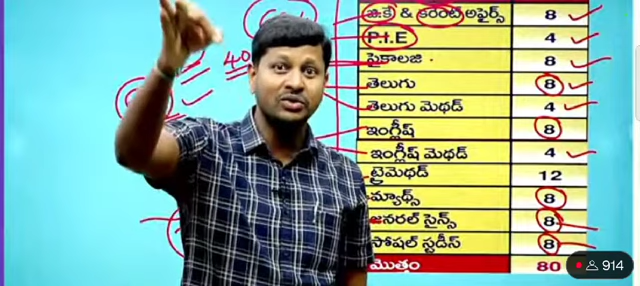 జి.కే & కరెంట్ అఫైర్స్ 8
P.I.E 4
సైకాలజి 8
తెలుగు 8
తెలుగు మెథడ్ 4
ఇంగ్లీష్ 8
ఇంగ్లీష్ మెథడ్ 4
ట్రైమెథడ్ 12
మ్యాథ్స్ 8
జనరల్ సైన్స్ 8
సోషల్ స్టడీస్ 8
మొత్తం 80
40
914